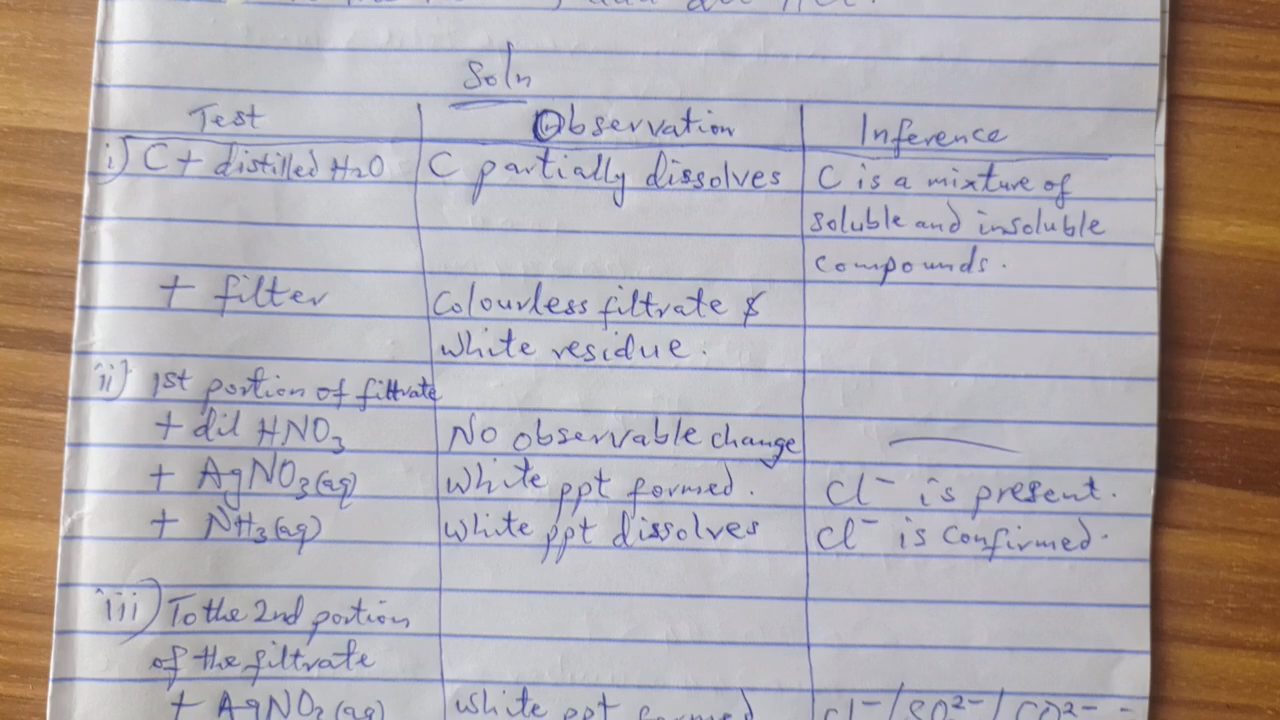 Soln
Test Observation Inference
i) C + distilled H2O C partially dissolves C is a mixture of
soluble and insoluble
compounds.
+ filter Colourless filtrate &
White residue.
ii) 1st portion of filtrate
+ dil HNO3 No observable change —
+ AgNO3(aq) White ppt formed. Cl⁻ is present.
+ NH3(aq) White ppt dissolves Cl⁻ is confirmed.
iii) To the 2nd portion
of the filtrate
+ AgNO3(aq) White ppt formed Cl⁻/SO²⁻/CO²⁻